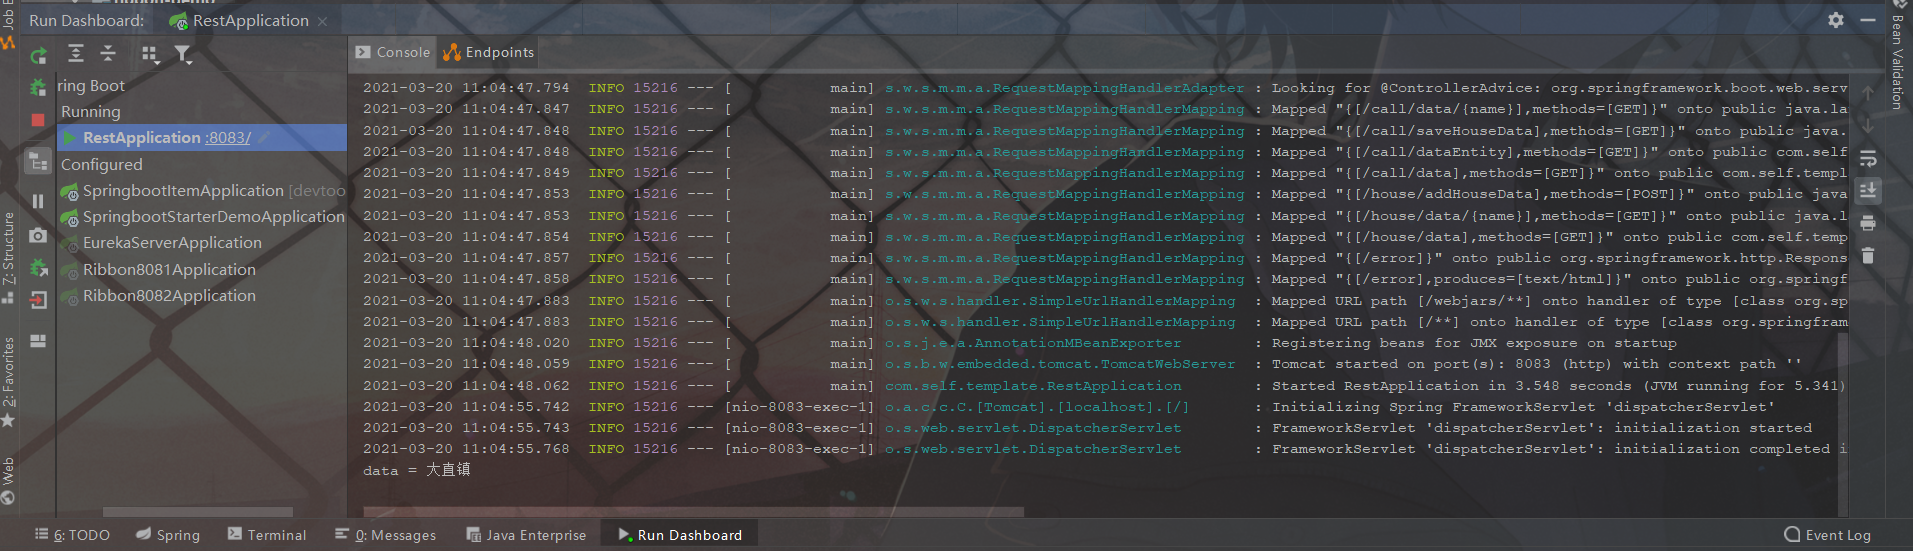 Run Dashboard: RestApplication
Console Endpoints
ring Boot
Running
RestApplication :8083/
Configured
SpringbootItemApplication [devtoo
SpringbootStarterDemoApplication
EurekaServerApplication
Ribbon8081Application
Ribbon8082Application
2021-03-20 11:04:47.794 INFO 15216 --- [ main] s.w.s.m.m.a.RequestMappingHandlerAdapter : Looking for @ControllerAdvice: org.springframework.boot.web.serv
2021-03-20 11:04:47.847 INFO 15216 --- [ main] s.w.s.m.m.a.RequestMappingHandlerMapping : Mapped "{[/call/data/{name}],methods=[GET]}" onto public java.la
2021-03-20 11:04:47.848 INFO 15216 --- [ main] s.w.s.m.m.a.RequestMappingHandlerMapping : Mapped "{[/call/saveHouseData],methods=[GET]}" onto public java.
2021-03-20 11:04:47.848 INFO 15216 --- [ main] s.w.s.m.m.a.RequestMappingHandlerMapping : Mapped "{[/call/dataEntity],methods=[GET]}" onto public com.self
2021-03-20 11:04:47.849 INFO 15216 --- [ main] s.w.s.m.m.a.RequestMappingHandlerMapping : Mapped "{[/call/data],methods=[GET]}" onto public com.self.templ
2021-03-20 11:04:47.853 INFO 15216 --- [ main] s.w.s.m.m.a.RequestMappingHandlerMapping : Mapped "{[/house/addHouseData],methods=[POST]}" onto public java
2021-03-20 11:04:47.853 INFO 15216 --- [ main] s.w.s.m.m.a.RequestMappingHandlerMapping : Mapped "{[/house/data/{name}],methods=[GET]}" onto public java.l
2021-03-20 11:04:47.854 INFO 15216 --- [ main] s.w.s.m.m.a.RequestMappingHandlerMapping : Mapped "{[/house/data],methods=[GET]}" onto public com.self.temp
2021-03-20 11:04:47.857 INFO 15216 --- [ main] s.w.s.m.m.a.RequestMappingHandlerMapping : Mapped "{[/error]}" onto public org.springframework.http.Respons
2021-03-20 11:04:47.858 INFO 15216 --- [ main] s.w.s.m.m.a.RequestMappingHandlerMapping : Mapped "{[/error],produces=[text/html]}" onto public org.springf
2021-03-20 11:04:47.883 INFO 15216 --- [ main] o.s.w.s.handler.SimpleUrlHandlerMapping : Mapped URL path [/webjars/**] onto handler of type [class org.sp
2021-03-20 11:04:47.883 INFO 15216 --- [ main] o.s.w.s.handler.SimpleUrlHandlerMapping : Mapped URL path [/**] onto handler of type [class org.springfram
2021-03-20 11:04:48.020 INFO 15216 --- [ main] o.s.j.e.a.AnnotationMBeanExporter : Registering beans for JMX exposure on startup
2021-03-20 11:04:48.059 INFO 15216 --- [ main] o.s.b.w.embedded.tomcat.TomcatWebServer : Tomcat started on port(s): 8083 (http) with context path ''
2021-03-20 11:04:48.062 INFO 15216 --- [ main] com.self.template.RestApplication : Started RestApplication in 3.548 seconds (JVM running for 5.341)
2021-03-20 11:04:55.742 INFO 15216 --- [nio-8083-exec-1] o.a.c.c.C.[Tomcat].[localhost].[/] : Initializing Spring FrameworkServlet 'dispatcherServlet'
2021-03-20 11:04:55.743 INFO 15216 --- [nio-8083-exec-1] o.s.web.servlet.DispatcherServlet : FrameworkServlet 'dispatcherServlet': initialization started
2021-03-20 11:04:55.768 INFO 15216 --- [nio-8083-exec-1] o.s.web.servlet.DispatcherServlet : FrameworkServlet 'dispatcherServlet': initialization completed i
data = 大直镇
Job E
7: Structure
2: Favorites
Web
Bean Validation
6: TODO Spring Terminal 0: Messages Java Enterprise Run Dashboard Event Log